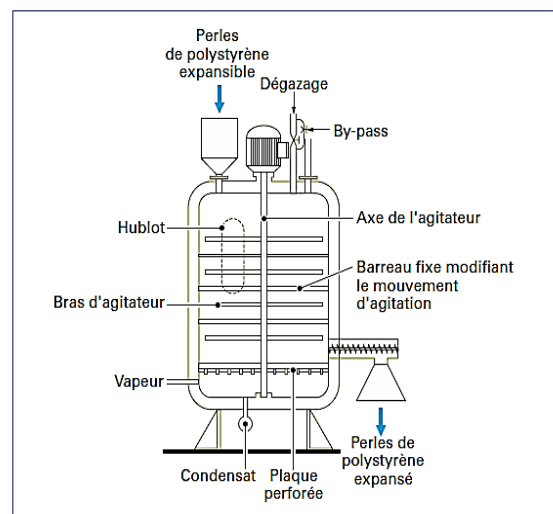 Perles
de polystyrène
expansible
Dégazage
By-pass
Hublot
Axe de l'agitateur
Barreau fixe modifiant
le mouvement
d'agitation
Bras d'agitateur
Vapeur
Condensat
Plaque
perforée
Perles de
polystyrène
expansé